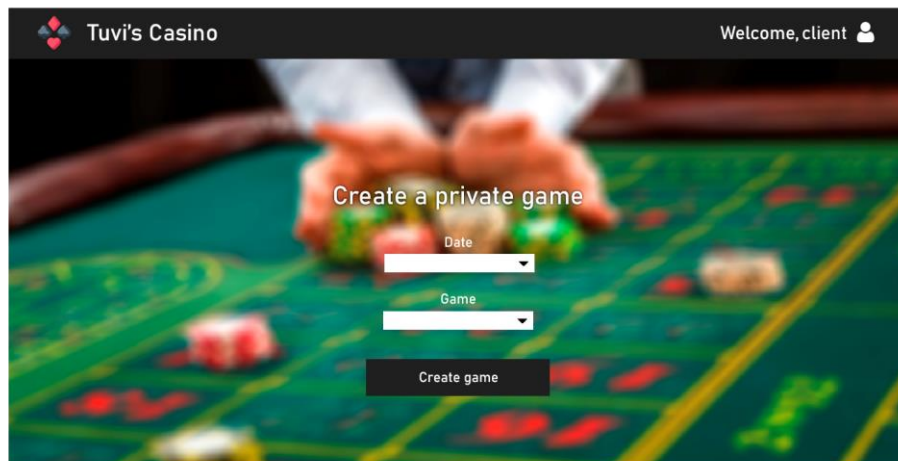 Tuvi's Casino
Welcome, client
Create a private game
Date
Game
Create game